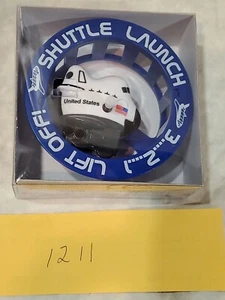 SHUTTLE LAUNCH
3...2...1...
LIFT OFF!
United States
1211